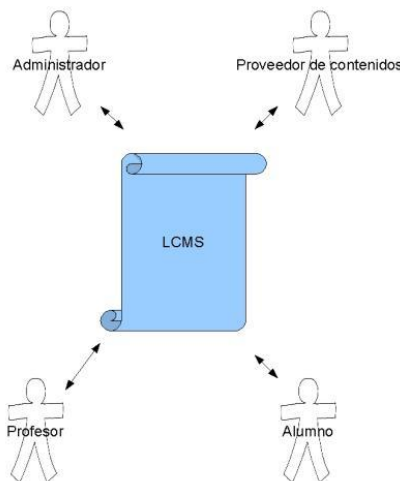 Administrador
Proveedor de contenidos
LCMS
Profesor
Alumno